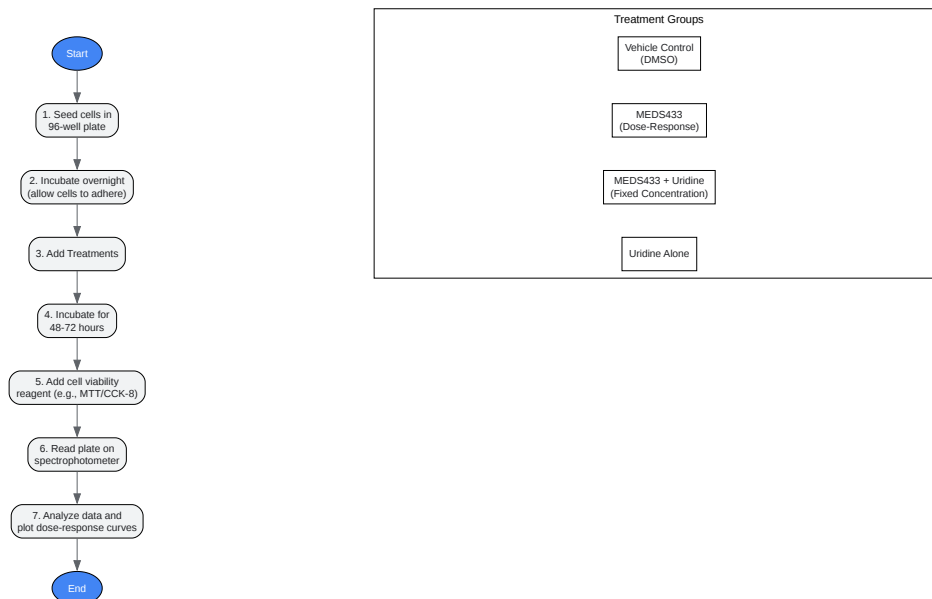 Start
1. Seed cells in
96-well plate
2. Incubate overnight
(allow cells to adhere)
3. Add Treatments
4. Incubate for
48-72 hours
5. Add cell viability
reagent (e.g., MTT/CCK-8)
6. Read plate on
spectrophotometer
7. Analyze data and
plot dose-response curves
End
Treatment Groups
Vehicle Control
(DMSO)
MEDS433
(Dose-Response)
MEDS433 + Uridine
(Fixed Concentration)
Uridine Alone